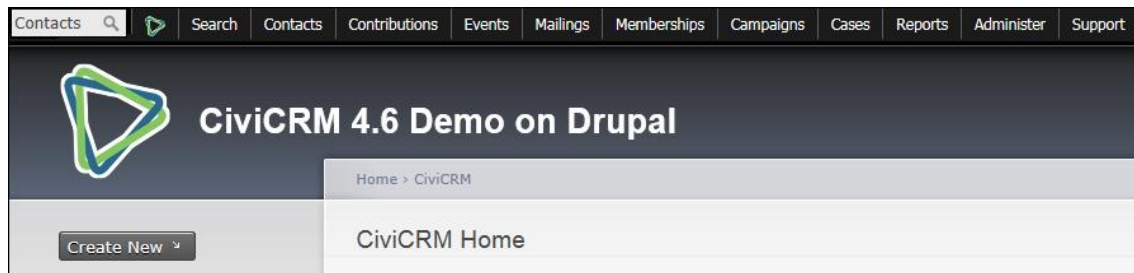 Contacts Search Contacts Contributions Events Mailings Memberships Campaigns Cases Reports Administer Support
CiviCRM 4.6 Demo on Drupal
Home › CiviCRM
Create New CiviCRM Home